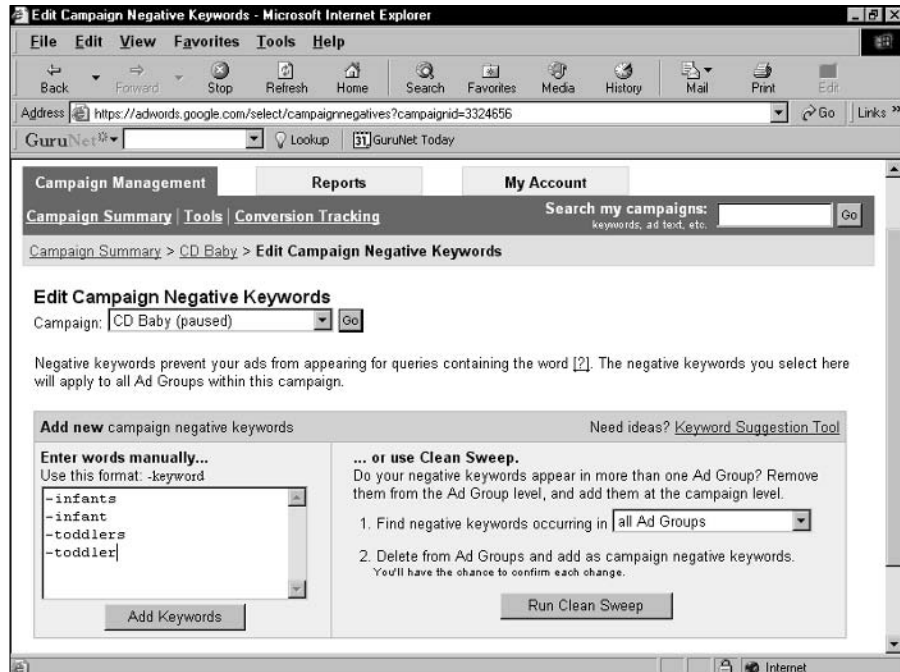 Edit Campaign Negative Keywords - Microsoft Internet Explorer
File Edit View Favorites Tools Help
Back Forward Stop Refresh Home Search Favorites Media History Mail Print Edit
Address https://adwords.google.com/select/campaignnegatives?campaignid=3324656 Go Links »
GuruNet Lookup 31 GuruNet Today
Campaign Management Reports My Account
Campaign Summary | Tools | Conversion Tracking Search my campaigns: Go
keywords, ad text, etc.
Campaign Summary > CD Baby > Edit Campaign Negative Keywords
Edit Campaign Negative Keywords
Campaign: CD Baby (paused) Go
Negative keywords prevent your ads from appearing for queries containing the word [?]. The negative keywords you select here
will apply to all Ad Groups within this campaign.
Add new campaign negative keywords Need ideas? Keyword Suggestion Tool
Enter words manually...
Use this format: -keyword
-infants
-infant
-toddlers
-toddler
Add Keywords
... or use Clean Sweep.
Do your negative keywords appear in more than one Ad Group? Remove
them from the Ad Group level, and add them at the campaign level.
1. Find negative keywords occurring in all Ad Groups
2. Delete from Ad Groups and add as campaign negative keywords.
You'll have the chance to confirm each change.
Run Clean Sweep
Internet